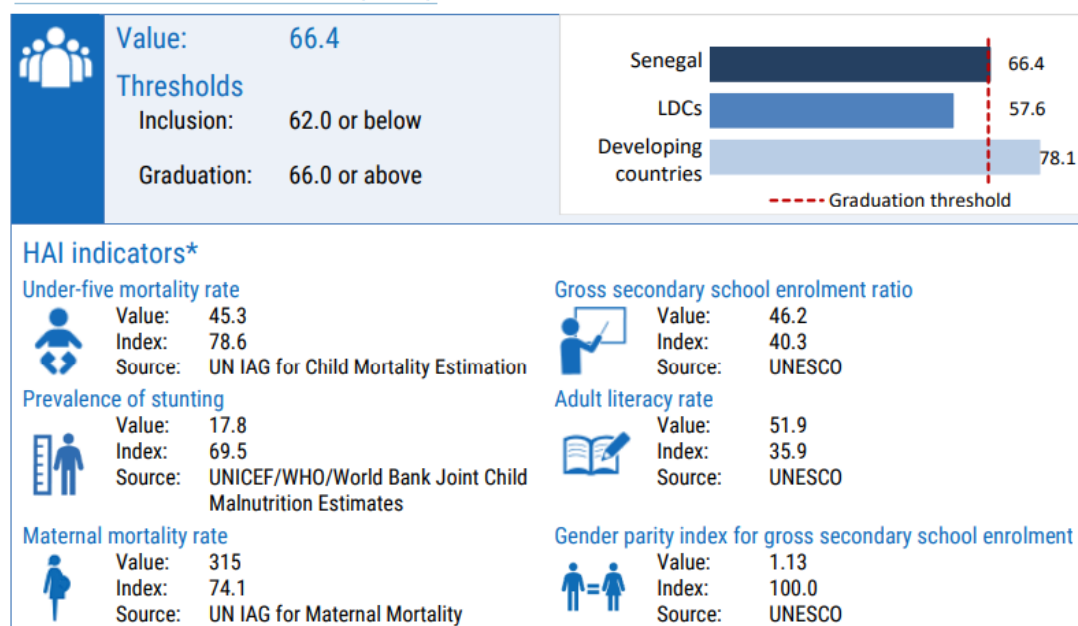 Value: 66.4
Thresholds
Inclusion: 62.0 or below
Graduation: 66.0 or above
Senegal 66.4
LDCs 57.6
Developing countries 78.1
Graduation threshold
HAI indicators*
Under-five mortality rate
Value: 45.3
Index: 78.6
Source: UN IAG for Child Mortality Estimation
Prevalence of stunting
Value: 17.8
Index: 69.5
Source: UNICEF/WHO/World Bank Joint Child
Malnutrition Estimates
Maternal mortality rate
Value: 315
Index: 74.1
Source: UN IAG for Maternal Mortality
Gross secondary school enrolment ratio
Value: 46.2
Index: 40.3
Source: UNESCO
Adult literacy rate
Value: 51.9
Index: 35.9
Source: UNESCO
Gender parity index for gross secondary school enrolment
Value: 1.13
Index: 100.0
Source: UNESCO